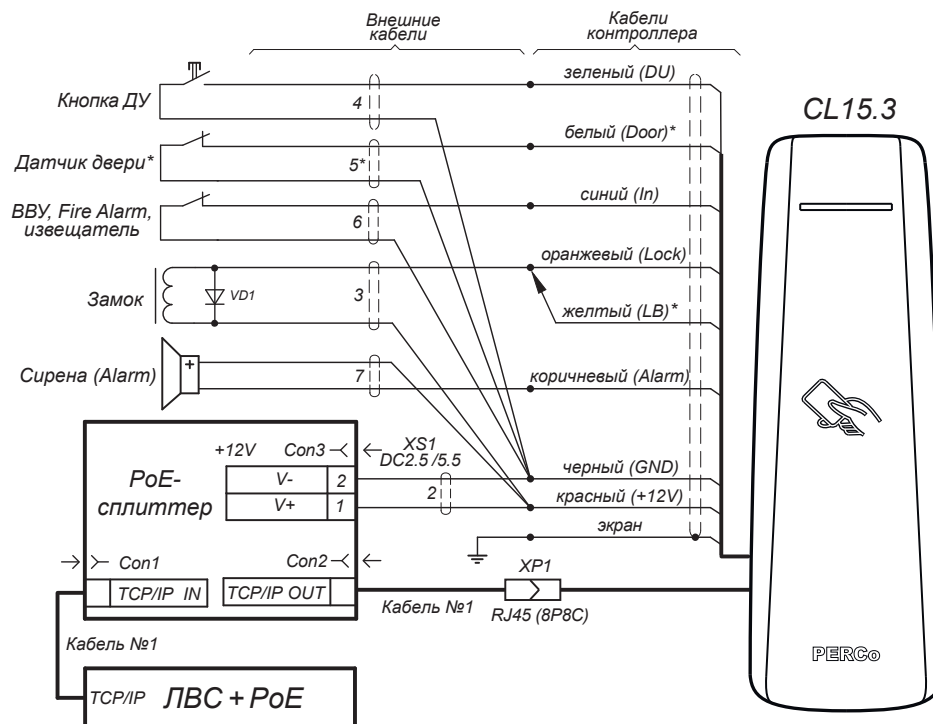 Внешние
кабели
Кабели
контроллера
зеленый (DU)
Кнопка ДУ
4
CL15.3
белый (Door)*
Датчик двери*
5*
синий (In)
ВВУ, Fire Alarm,
извещатель
6
оранжевый (Lock)
Замок
VD1
3
желтый (LB)*
Сирена (Alarm)
7
коричневый (Alarm)
+12V
Con3
XS1
DC2.5/5.5
PoE-
сплиттер
V-
2
V+
1
2
черный (GND)
красный (+12V)
экран
Con1
Con2
XP1
TCP/IP IN
TCP/IP OUT
Кабель №1
RJ45 (8P8C)
Кабель №1
PERCo
TCP/IP
ЛВС + PoE